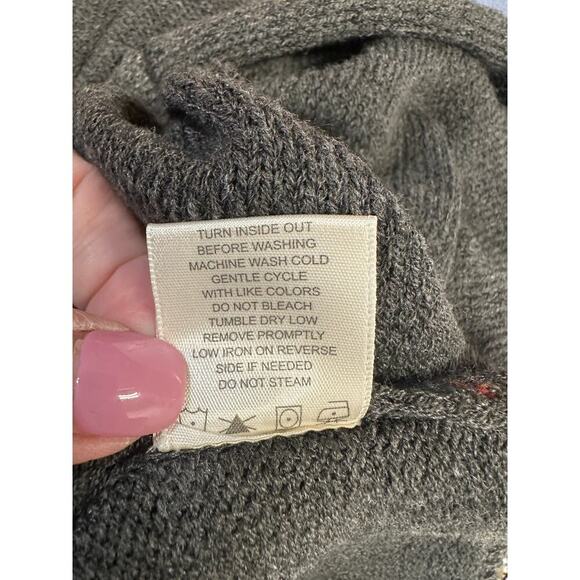 TURN INSIDE OUT
BEFORE WASHING
MACHINE WASH COLD
GENTLE CYCLE
WITH LIKE COLORS
DO NOT BLEACH
TUMBLE DRY LOW
REMOVE PROMPTLY
LOW IRON ON REVERSE
SIDE IF NEEDED
DO NOT STEAM